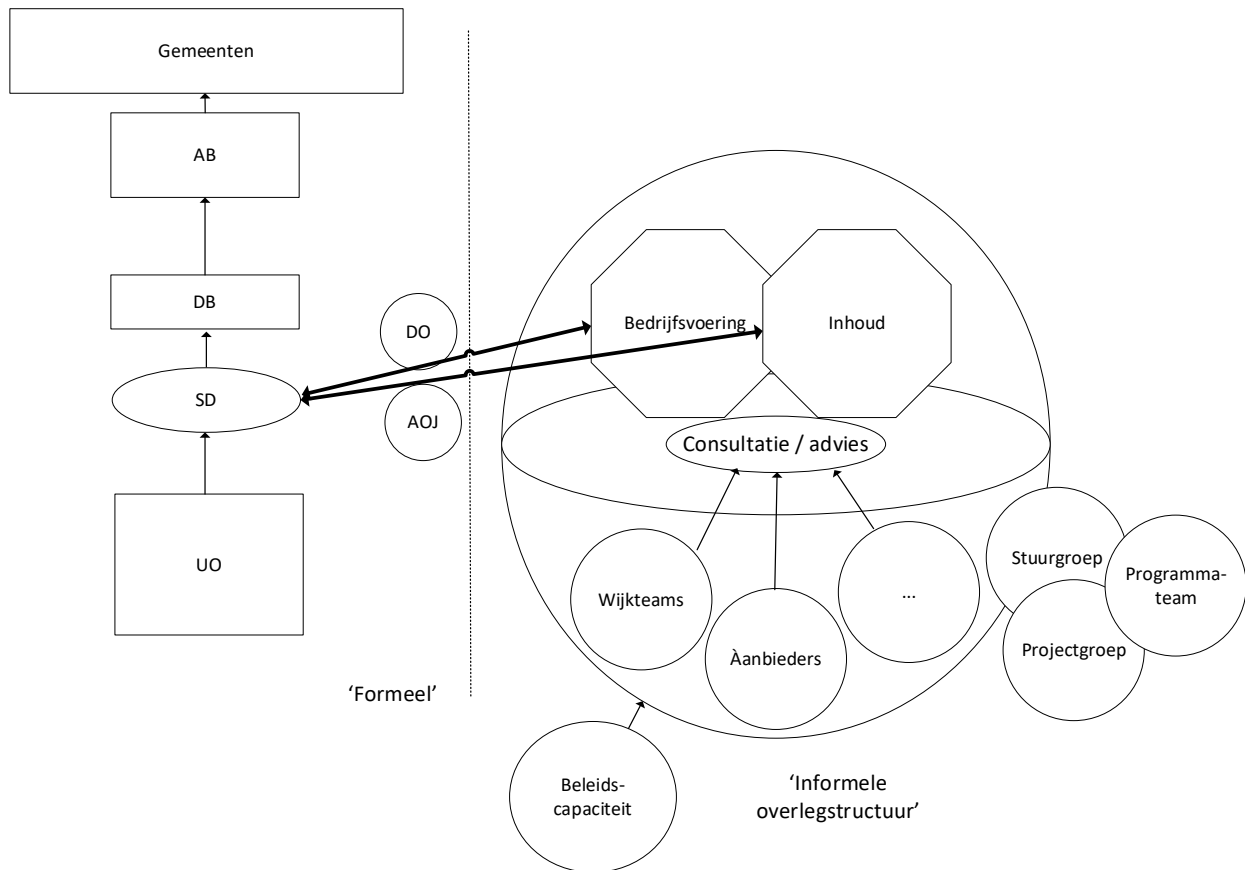 Gemeenten
AB
DB
SD
UO
DO
AOJ
'Formeel'
Bedrijfsvoering
Inhoud
Consultatie / advies
Wijkteams
Àanbieders
...
Stuurgroep
Programma-
team
Projectgroep
Beleids-
capaciteit
‘Informele
overlegstructuur’